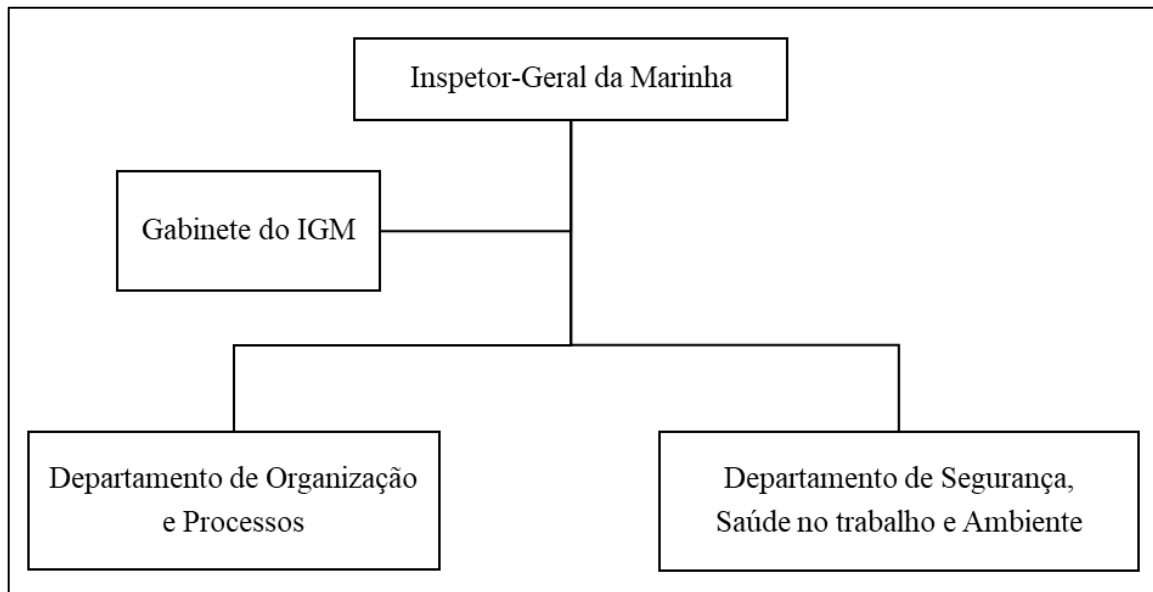 Inspetor-Geral da Marinha
Gabinete do IGM
Departamento de Organização
e Processos
Departamento de Segurança,
Saúde no trabalho e Ambiente